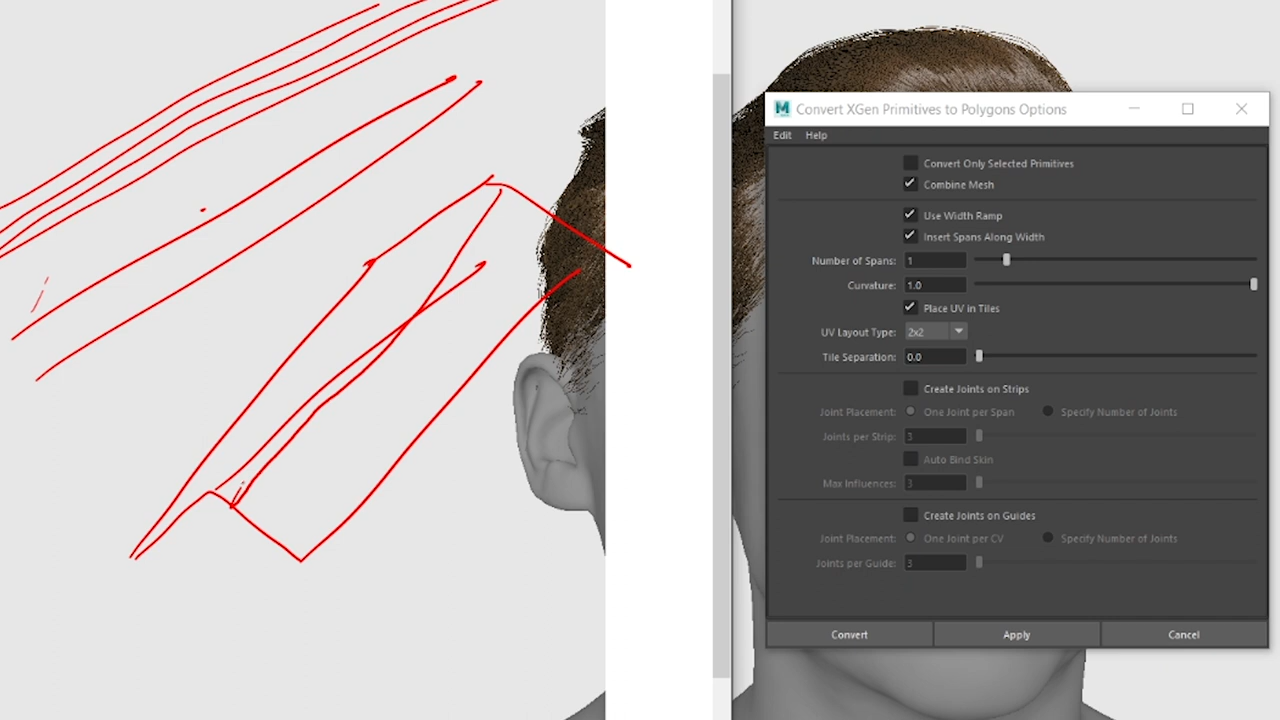 Convert XGen Primitives to Polygons Options
Edit Help
Convert Only Selected Primitives
Combine Mesh
Use Width Ramp
Insert Spans Along Width
Number of Spans: 1
Curvature: 1.0
Place UV in Tiles
UV Layout Type: 2x2
Tile Separation: 0.0
Create Joints on Strips
Joint Placement: One Joint per Span Specify Number of Joints
Joints per Strip: 3
Auto Bind Skin
Max Influences: 3
Create Joints on Guides
Joint Placement: One Joint per CV Specify Number of Joints
Joints per Guide: 3
Convert Apply Cancel